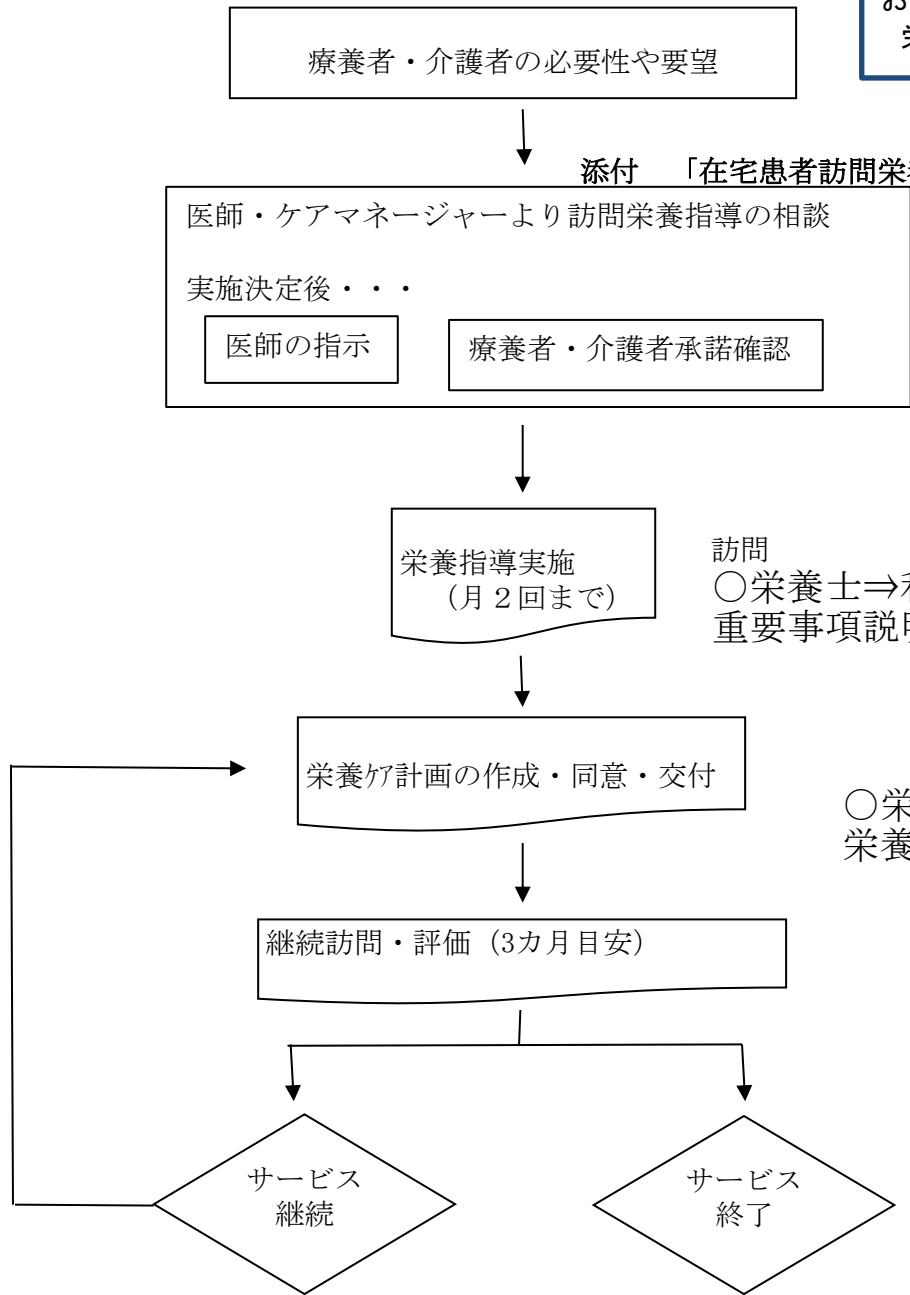 お
療養者・介護者の必要性や要望
添付 「在宅患者訪問栄
医師・ケアマネージャーより訪問栄養指導の相談
実施決定後・・・
医師の指示
療養者・介護者承諾確認
栄養指導実施
（月２回まで）
訪問
○栄養士⇒
重要事項説
栄養ｹｱ計画の作成・同意・交付
○栄
栄養
継続訪問・評価（3カ月目安）
サービス
継続
サービス
終了